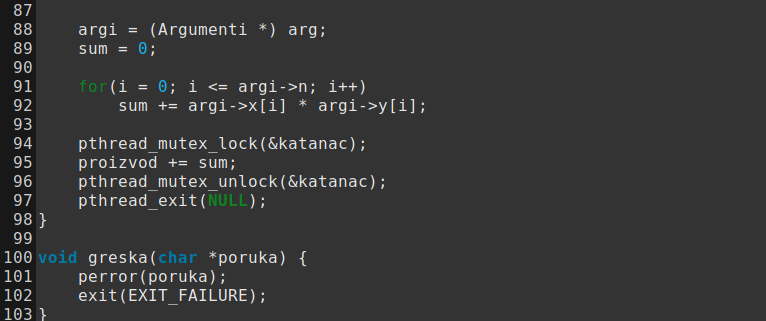 87
88     argi = (Argumenti *) arg;
89     sum = 0;
90
91     for(i = 0; i <= argi->n; i++)
92         sum += argi->x[i] * argi->y[i];
93
94     pthread_mutex_lock(&katanac);
95     proizvod += sum;
96     pthread_mutex_unlock(&katanac);
97     pthread_exit(NULL);
98 }
99
100 void greska(char *poruka) {
101     perror(poruka);
102     exit(EXIT_FAILURE);
103 }